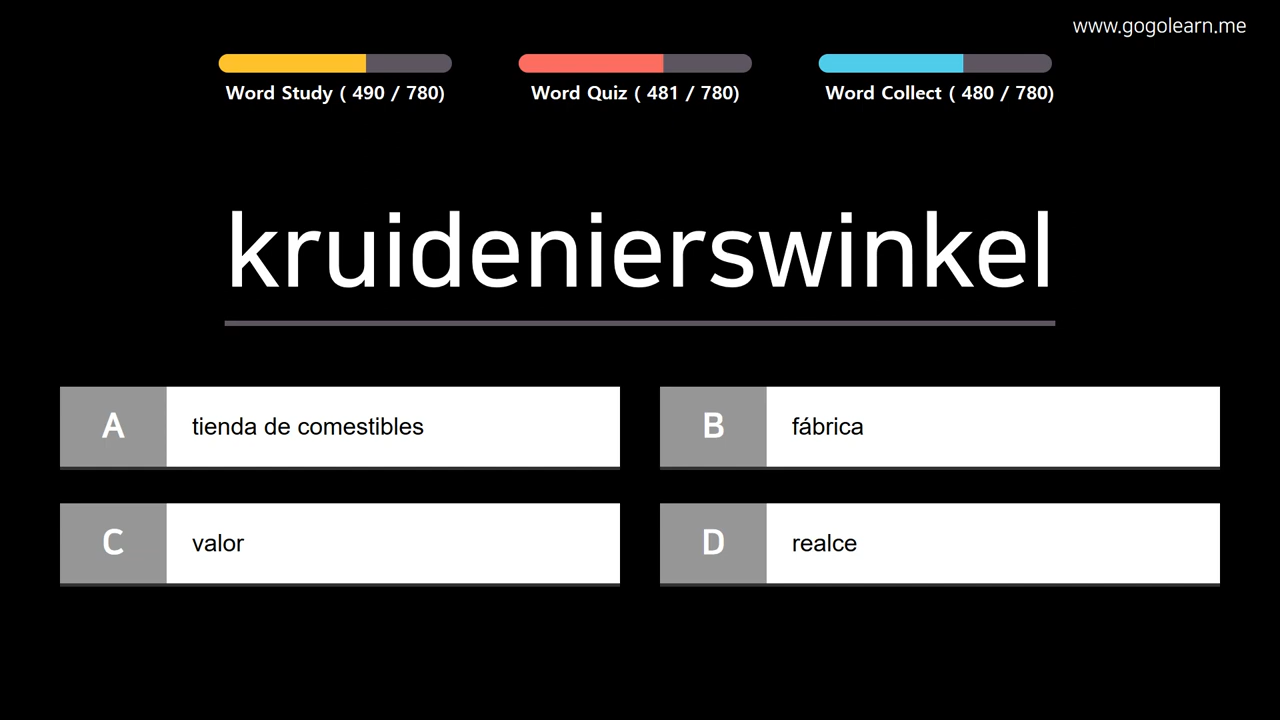 www.gogolearn.me
Word Study ( 490 / 780)
Word Quiz ( 481 / 780)
Word Collect ( 480 / 780)
kruidenierswinkel
A tienda de comestibles
B fábrica
C valor
D realce